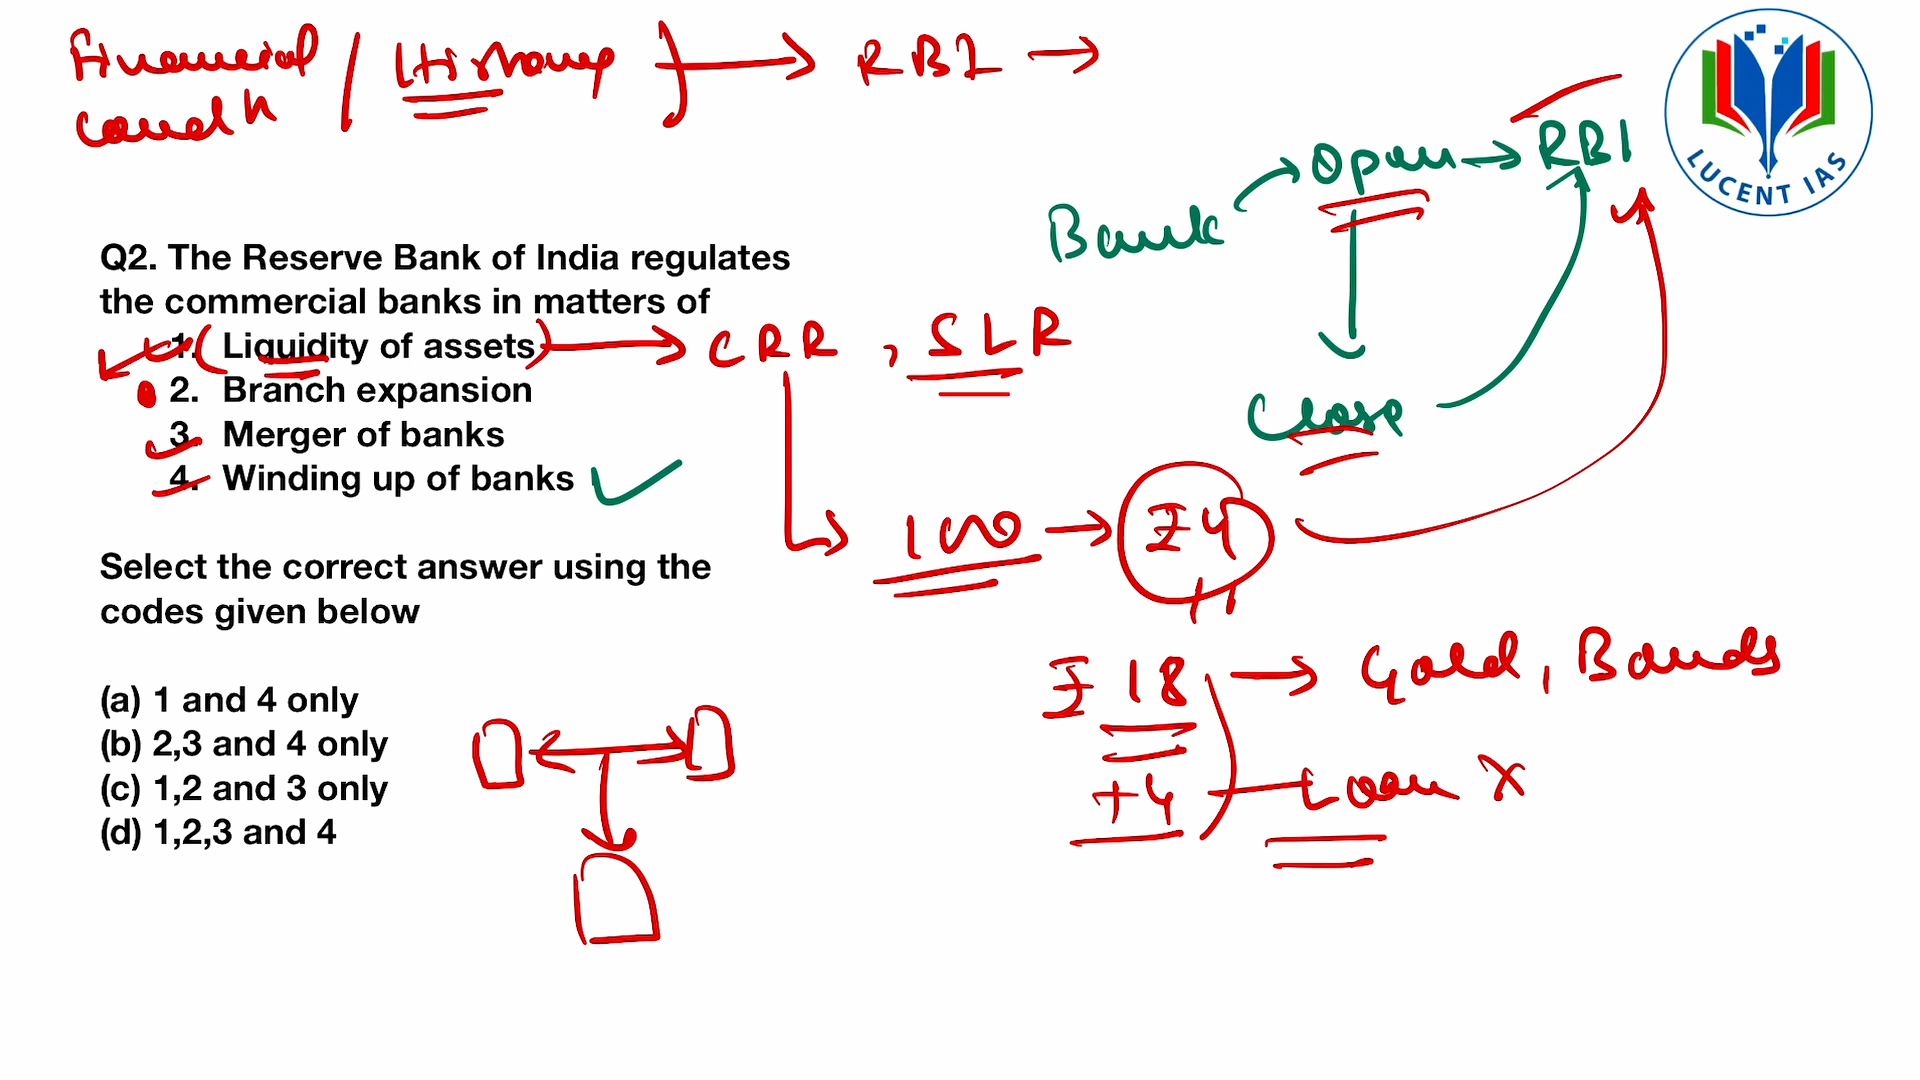 Financial / History } → RBI →
Condn
Bank → Open → RBI
LUCENT IAS
Q2. The Reserve Bank of India regulates
the commercial banks in matters of
1. (Liquidity of assets) → CRR, SLR
2. Branch expansion
Close
3. Merger of banks
4. Winding up of banks
100 → ₹4
Select the correct answer using the
codes given below
₹ 18 → Gold, Bonds
(a) 1 and 4 only
(b) 2,3 and 4 only
(c) 1,2 and 3 only
+4 Loan X
(d) 1,2,3 and 4